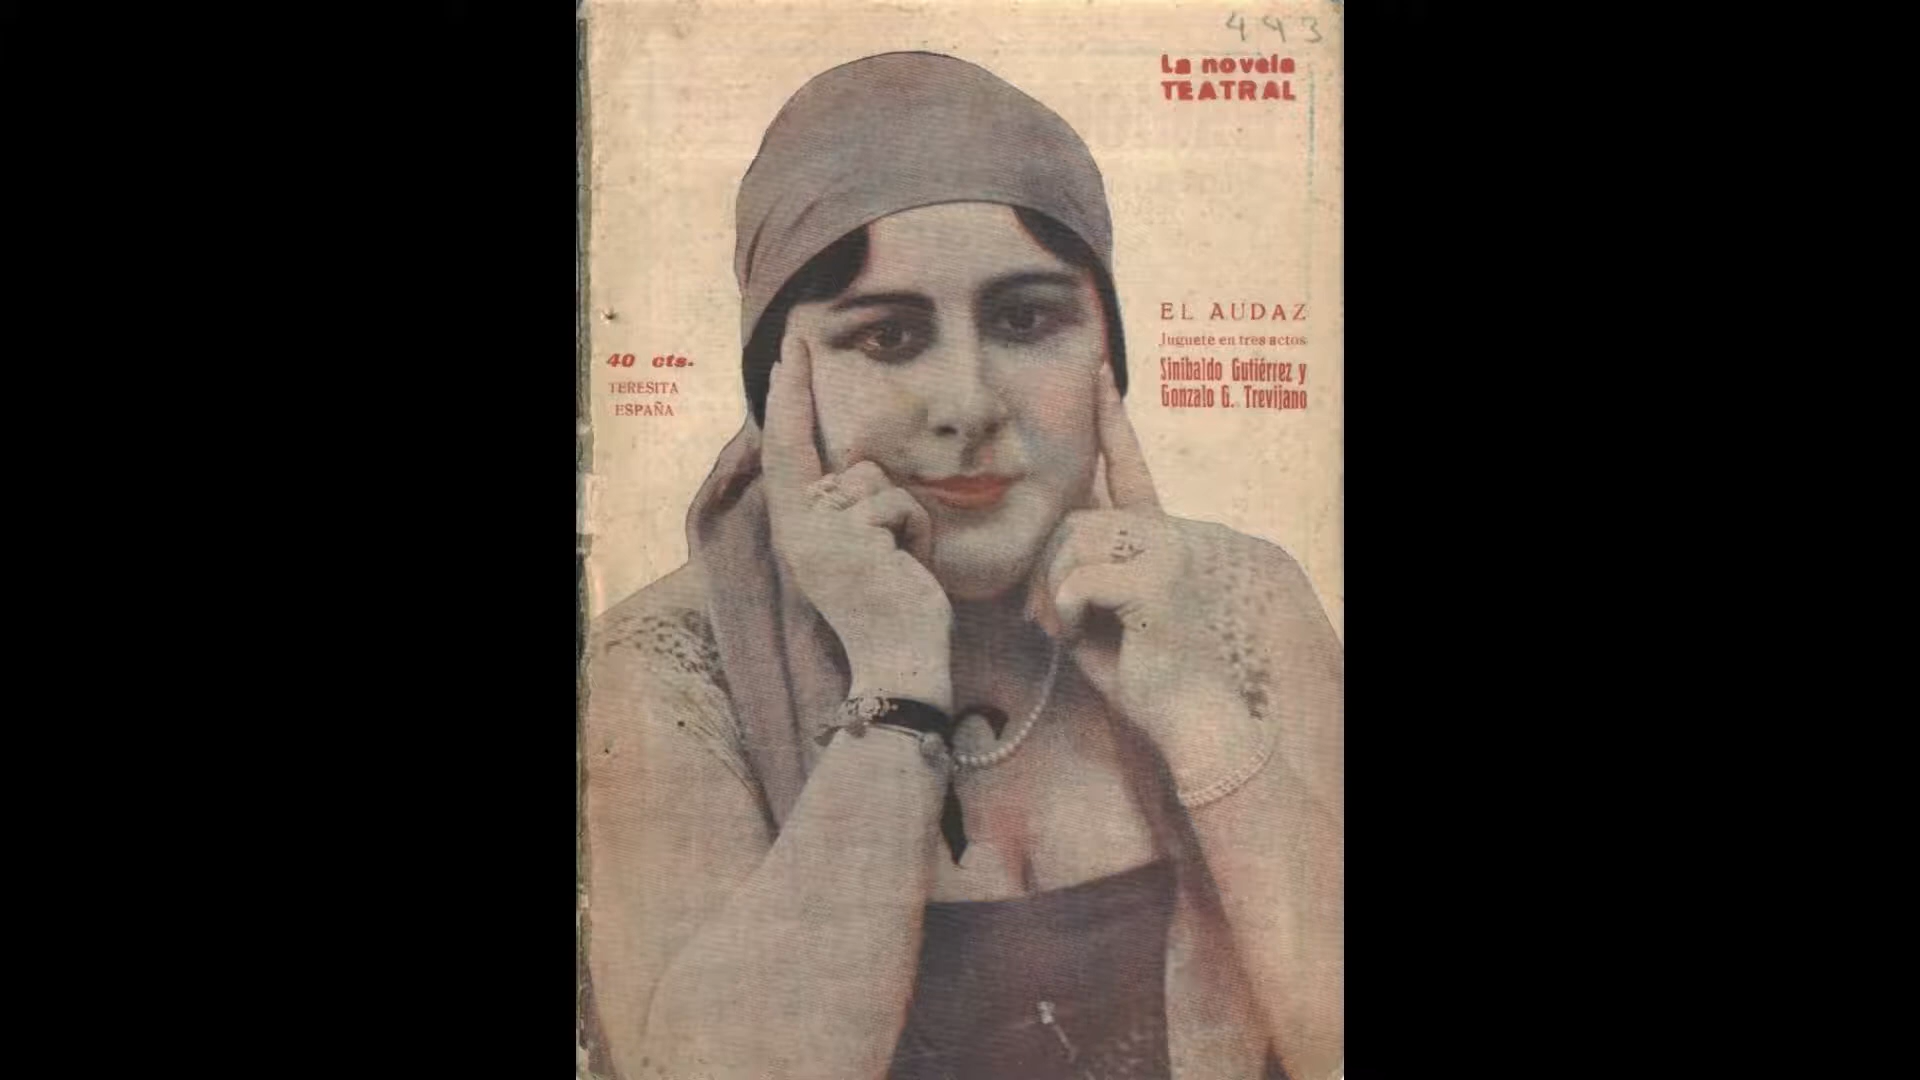 443
La novela
TEATRAL
EL AUDAZ
Juguete en tres actos
Sinibaldo Gutiérrez y
Gonzalo G. Trevijano
40 cts.
TERESITA
ESPAÑA